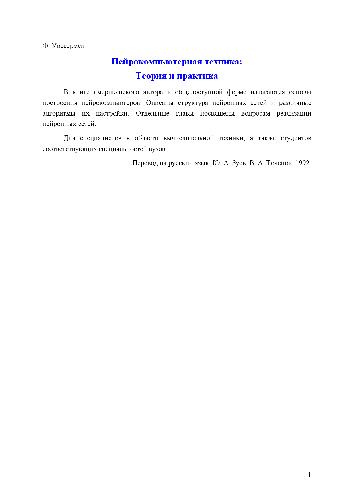 Ф. Уоссермен
Нейрокомпьютерная техника:
Теория и практика
В книге американского автора в общедоступной форме излагаются основы
построения нейрокомпьютеров. Описаны структура нейронных сетей и различные
алгоритмы их настройки. Отдельные главы посвящены вопросам реализации
нейронных сетей.
Для специалистов в области вычислительной техники, а также студентов
соответствующих специальностей вузов.
Перевод на русский язык, Ю. А. Зуев, В. А. Точенов, 1992.
1